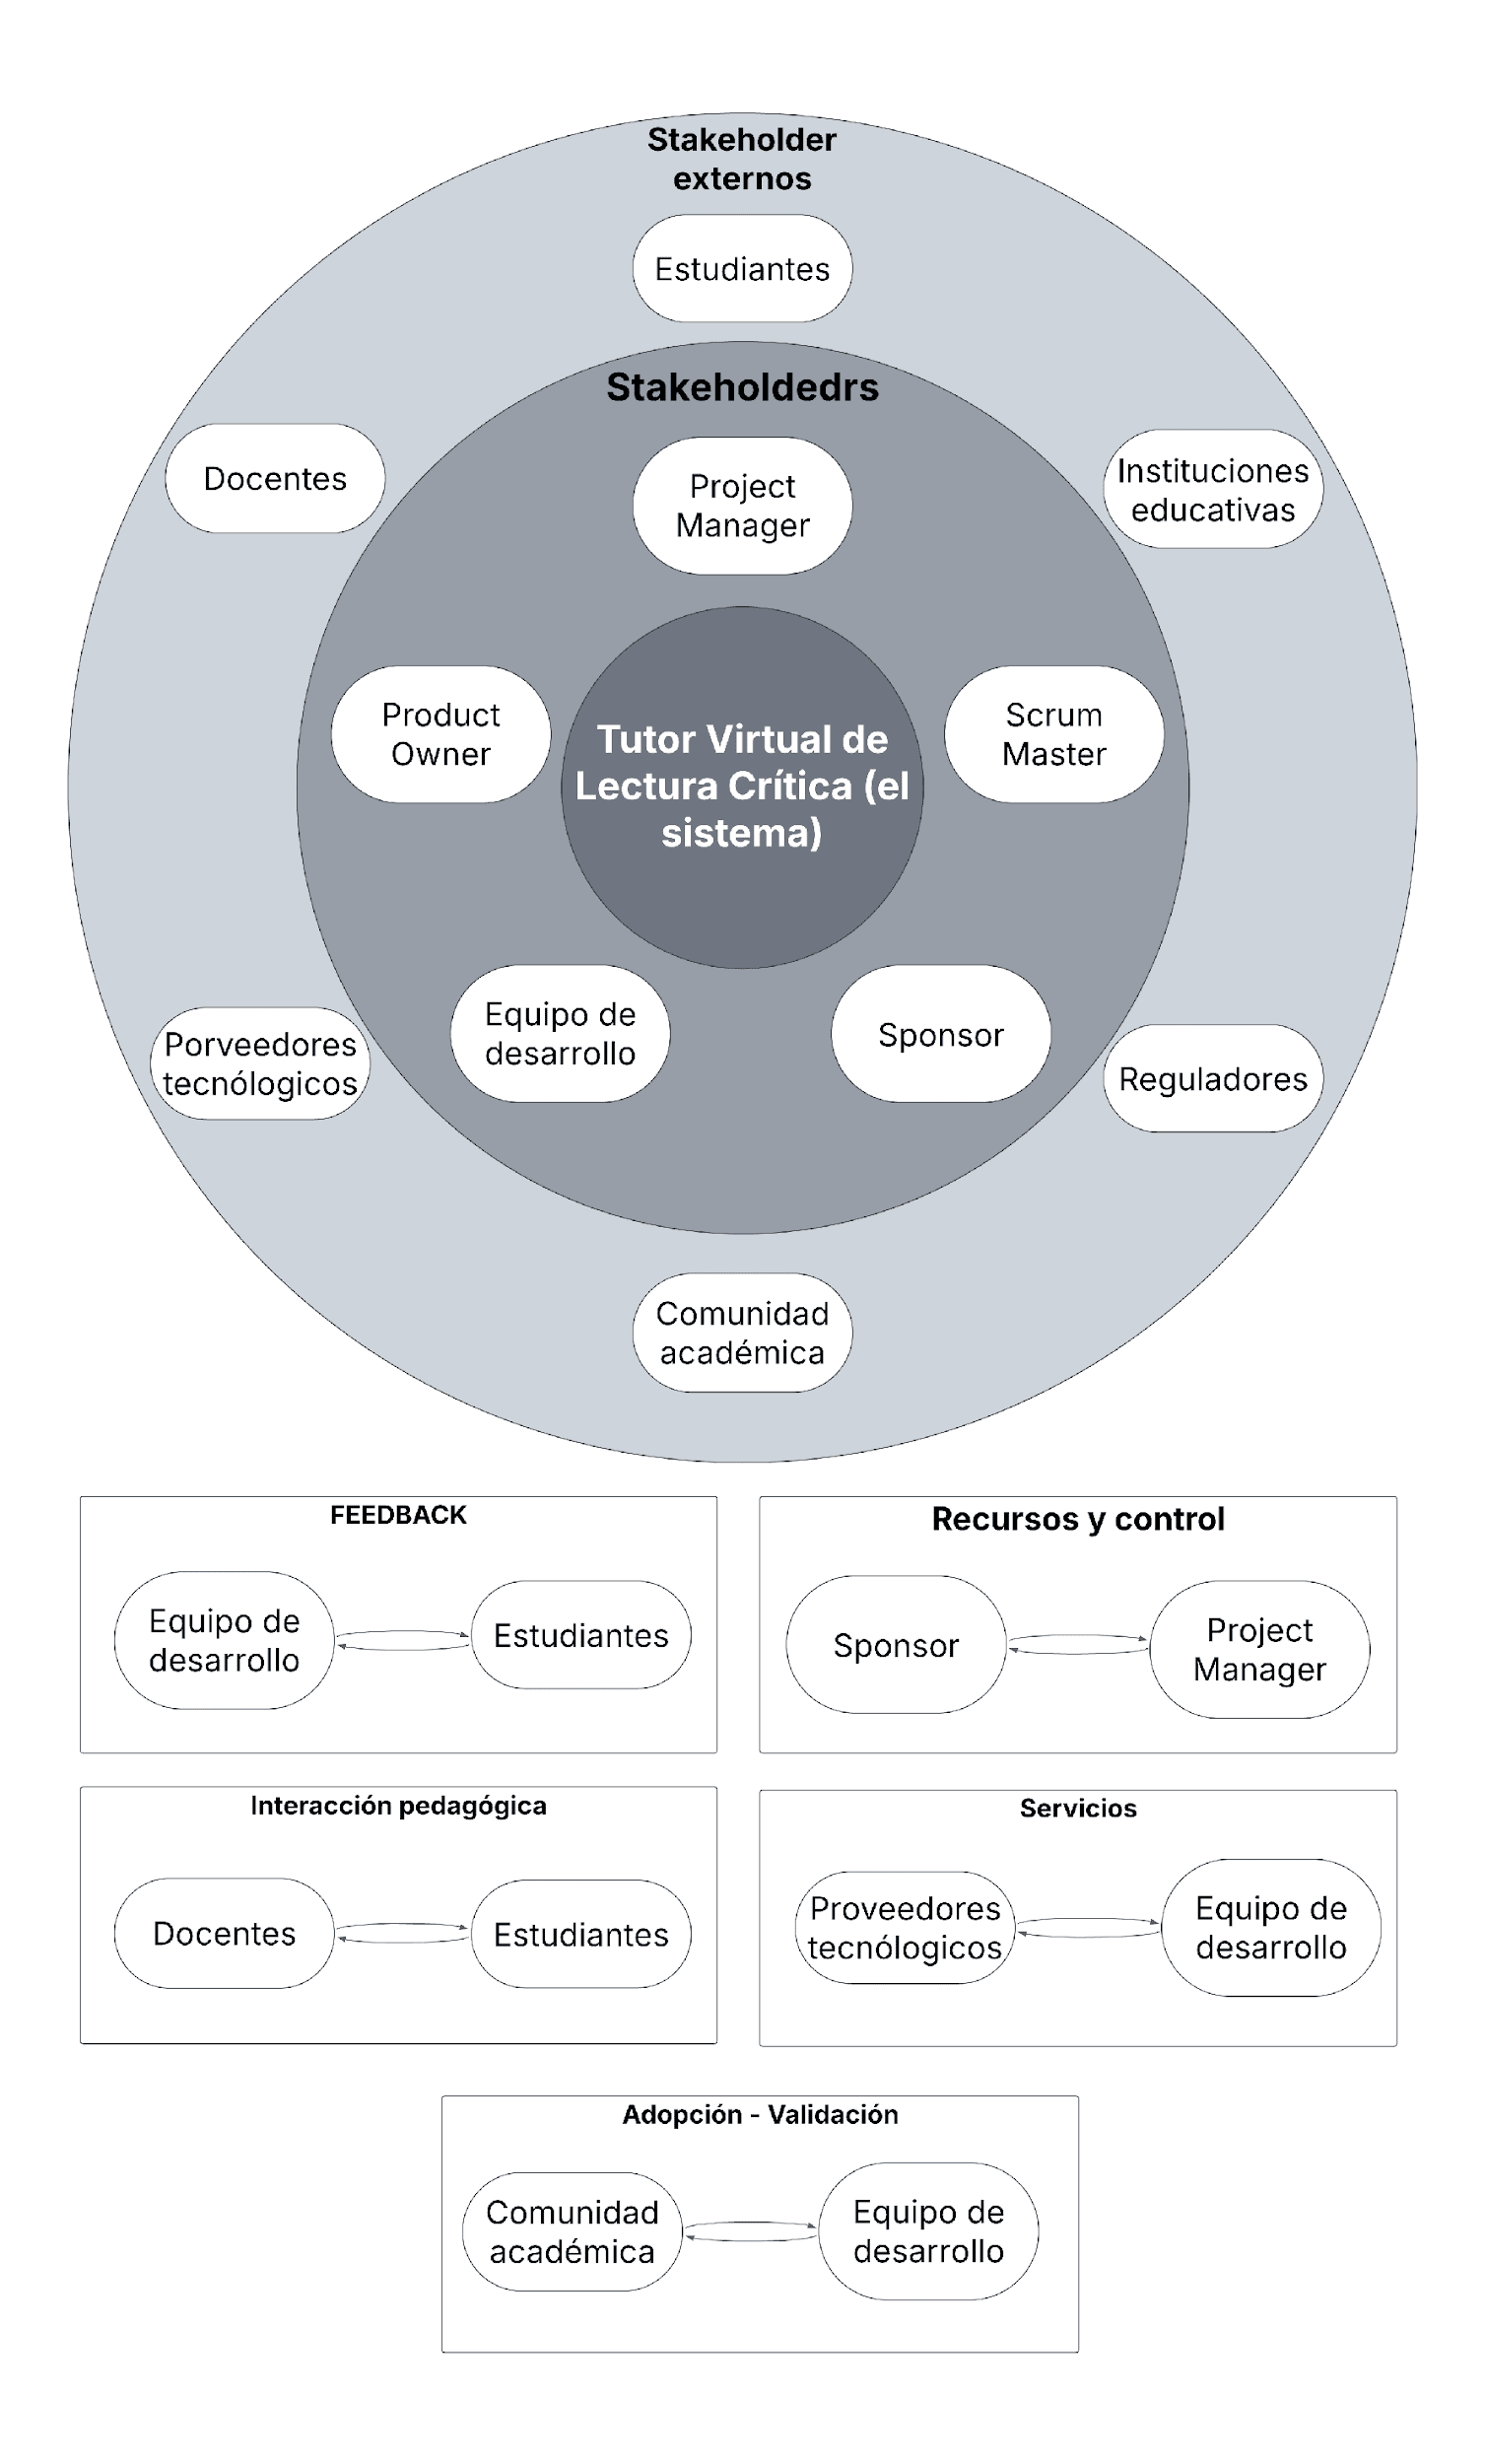 Stakeholder
externos
Estudiantes
Stakeholdedrs
Docentes
Project
Manager
Instituciones
educativas
Product
Owner
Tutor Virtual de
Lectura Crítica (el
sistema)
Scrum
Master
Equipo de
desarrollo
Sponsor
Porveedores
tecnólogicos
Reguladores
Comunidad
académica
FEEDBACK
Equipo de
desarrollo
Estudiantes
Recursos y control
Sponsor
Project
Manager
Interacción pedagógica
Docentes
Estudiantes
Servicios
Proveedores
tecnólogicos
Equipo de
desarrollo
Adopción - Validación
Comunidad
académica
Equipo de
desarrollo